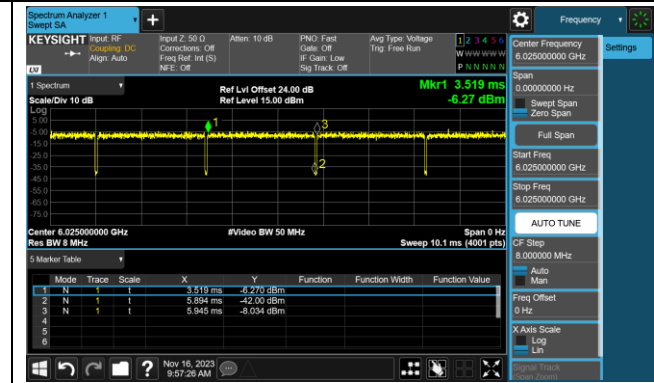 Spectrum Analyzer 1
Swept SA
+
Frequency
KEYSIGHT
Input: RF
Coupling: DC
Align: Auto
Input Z: 50 Ω
Corrections: Off
Freq Ref: Int (S)
NFE: Off
Atten: 10 dB
PNO: Fast
Gate: Off
IF Gain: Low
Sig Track: Off
Avg Type: Voltage
Trig: Free Run
1 2 3 4 5 6
W W W W W W
P N N N N N
LXI
1 Spectrum
Scale/Div 10 dB
Ref Lvl Offset 24.00 dB
Ref Level 15.00 dBm
Mkr1 3.519 ms
-6.27 dBm
Log
5.00
-5.00
-15.0
-25.0
-35.0
-45.0
-55.0
-65.0
-75.0
1
3
2
Center 6.025000000 GHz
Res BW 8 MHz
#Video BW 50 MHz
Span 0 Hz
Sweep 10.1 ms (4001 pts)
5 Marker Table
Mode Trace Scale X Y Function Function Width Function Value
1 N 1 t 3.519 ms -6.270 dBm
2 N 1 t 5.894 ms -42.00 dBm
3 N 1 t 5.945 ms -8.034 dBm
4
5
6
?
Nov 16, 2023
9:57:26 AM
Center Frequency
6.025000000 GHz
Settings
Span
0.00000000 Hz
Swept Span
Zero Span
Full Span
Start Freq
6.025000000 GHz
Stop Freq
6.025000000 GHz
AUTO TUNE
CF Step
8.000000 MHz
Auto
Man
Freq Offset
0 Hz
X Axis Scale
Log
Lin
Signal Track
(Span Zoom)